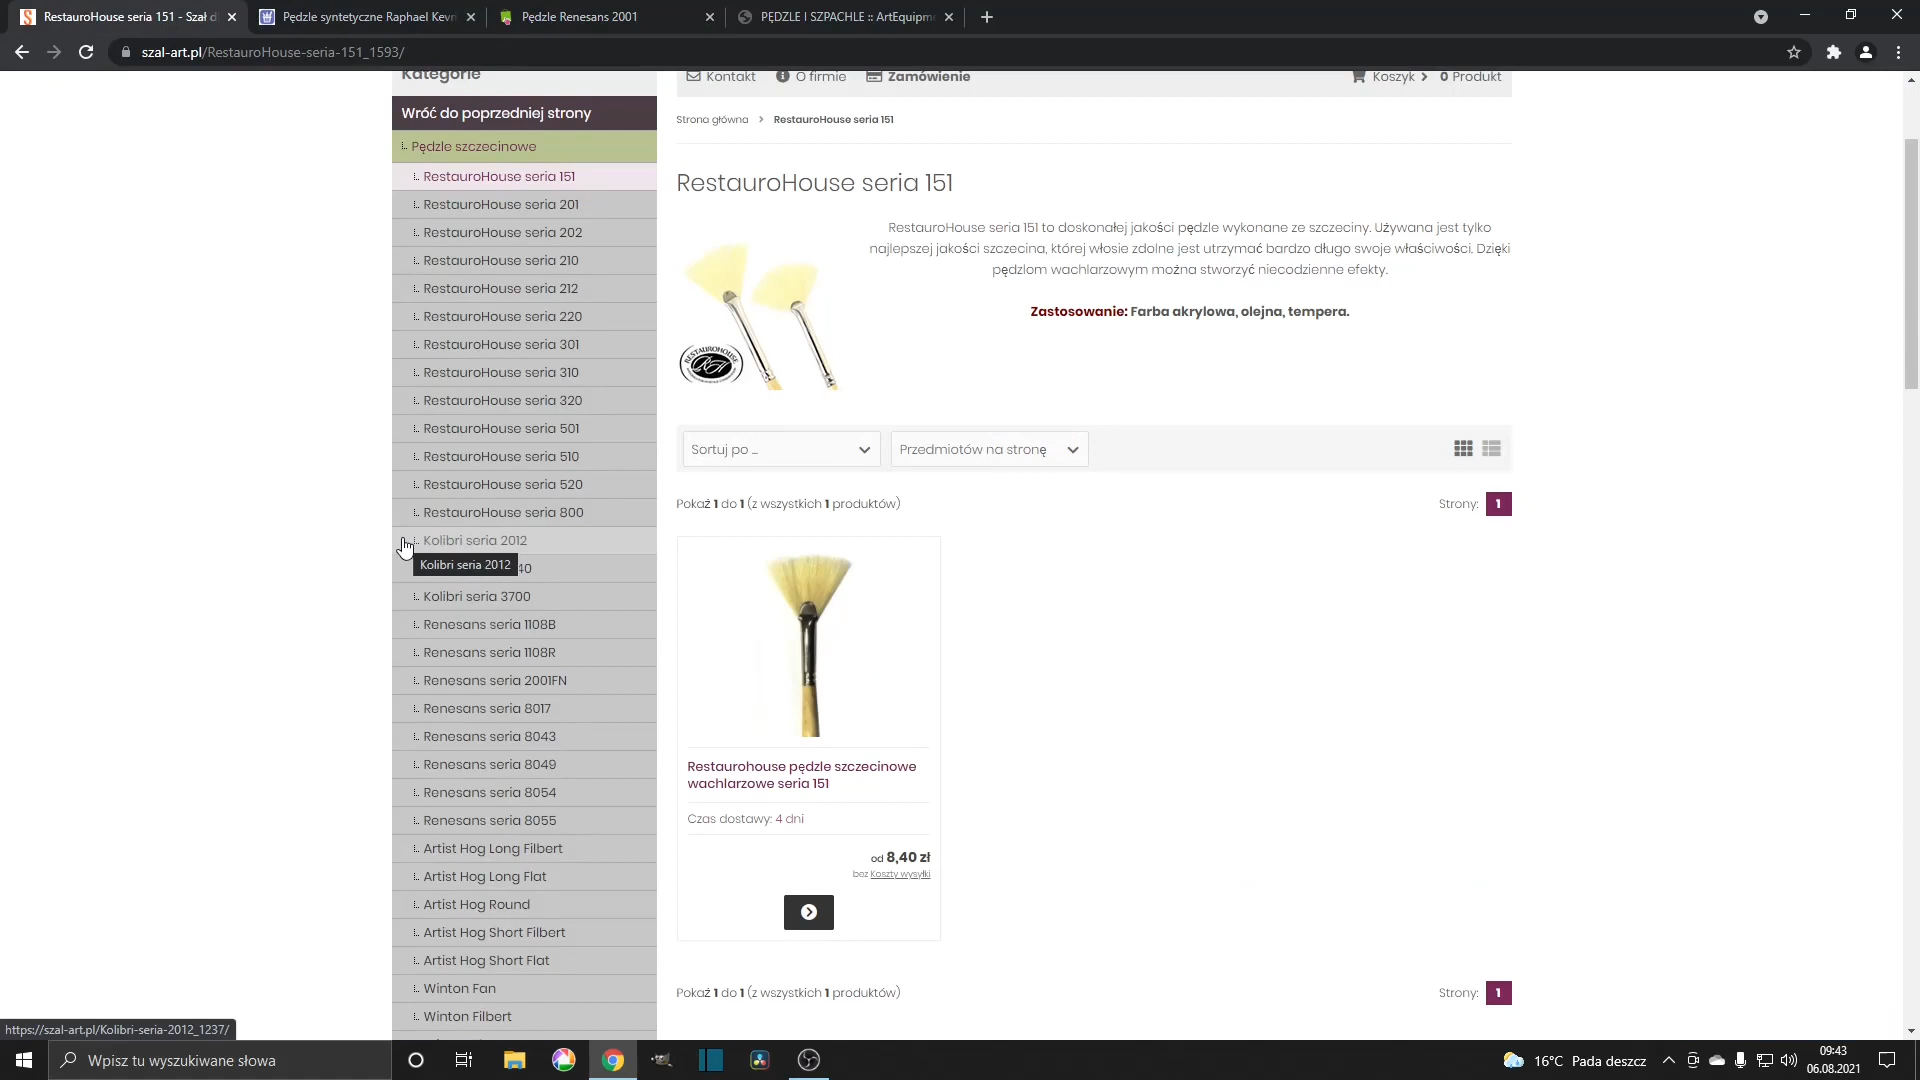 RestauroHouse seria 151 - Szał d
Pędzle syntetyczne Raphael Kevri
Pędzle Renesans 2001
PĘDZLE I SZPACHLE :: ArtEquipme
szal-art.pl/RestauroHouse-seria-151_1593/
Kategorie
Wróć do poprzedniej strony
Pędzle szczecinowe
RestauroHouse seria 151
RestauroHouse seria 201
RestauroHouse seria 202
RestauroHouse seria 210
RestauroHouse seria 212
RestauroHouse seria 220
RestauroHouse seria 301
RestauroHouse seria 310
RestauroHouse seria 320
RestauroHouse seria 501
RestauroHouse seria 510
RestauroHouse seria 520
RestauroHouse seria 800
Kolibri seria 2012
Kolibri seria 2012
40
Kolibri seria 3700
Renesans seria 1108B
Renesans seria 1108R
Renesans seria 2001FN
Renesans seria 8017
Renesans seria 8043
Renesans seria 8049
Renesans seria 8054
Renesans seria 8055
Artist Hog Long Filbert
Artist Hog Long Flat
Artist Hog Round
Artist Hog Short Filbert
Artist Hog Short Flat
Winton Fan
Winton Filbert
Kontakt O firmie Zamówienie Koszyk 0 Produkt
Strona główna > RestauroHouse seria 151
RestauroHouse seria 151
RestauroHouse seria 151 to doskonałej jakości pędzle wykonane ze szczeciny. Używana jest tylko
najlepszej jakości szczecina, której włosie zdolne jest utrzymać bardzo długo swoje właściwości. Dzięki
pędzlom wachlarzowym można stworzyć niecodzienne efekty.
Zastosowanie: Farba akrylowa, olejna, tempera.
RESTAUROHOUSE
RH
Sortuj po ...
Przedmiotów na stronę
Pokaż 1 do 1 (z wszystkich 1 produktów)
Strony: 1
Restaurohouse pędzle szczecinowe
wachlarzowe seria 151
Czas dostawy: 4 dni
od 8,40 zł
bez Koszty wysyłki
Pokaż 1 do 1 (z wszystkich 1 produktów)
Strony: 1
https://szal-art.pl/Kolibri-seria-2012_1237/
Wpisz tu wyszukiwane słowa
16°C Pada deszcz
09:43
06.08.2021